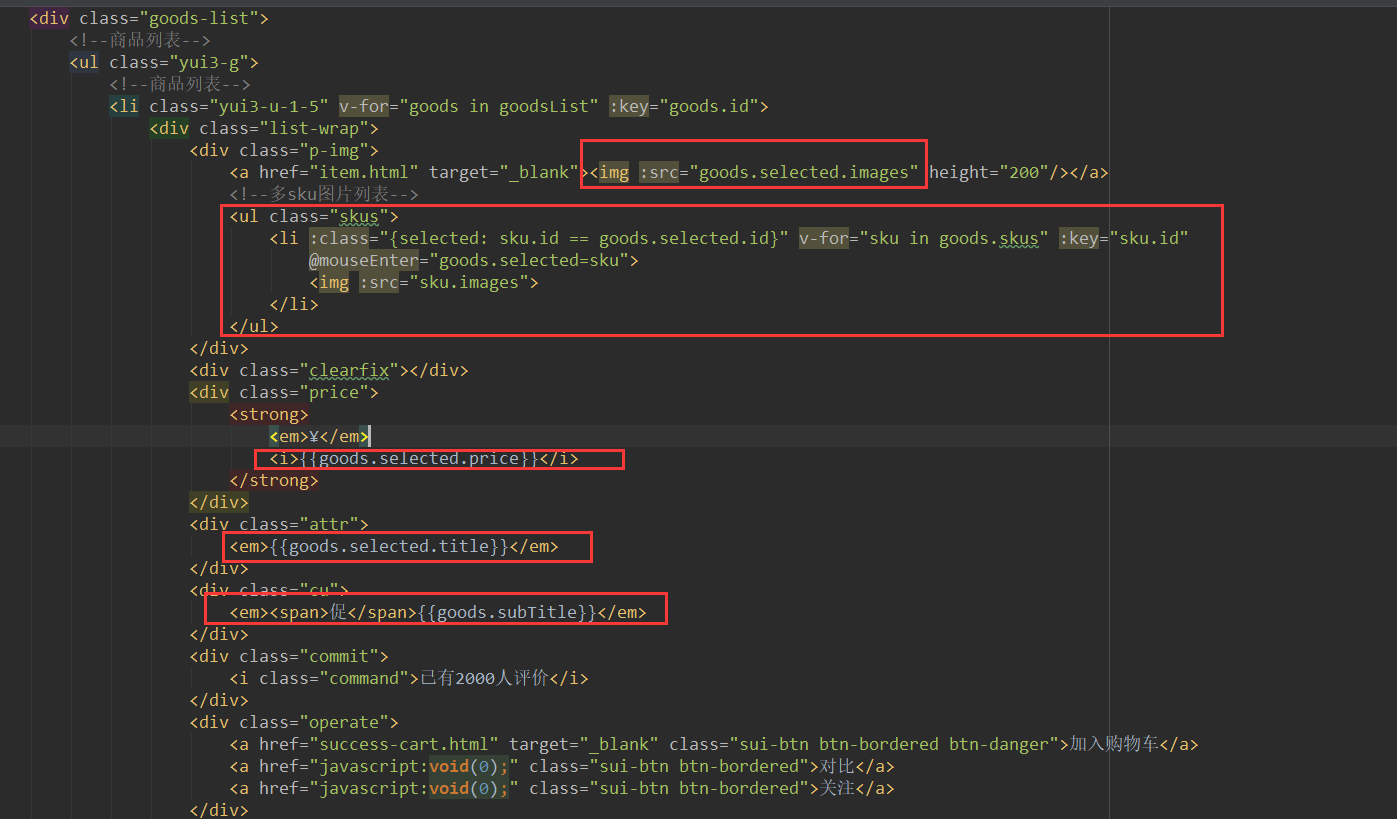 <div class="goods-list">
<!--商品列表-->
<ul class="yui3-g">
<!--商品列表-->
<li class="yui3-u-1-5" v-for="goods in goodsList" :key="goods.id">
<div class="list-wrap">
<div class="p-img">
<a href="item.html" target="_blank"><img :src="goods.selected.images" height="200"/></a>
<!--多sku图片列表-->
<ul class="skus">
<li :class="{selected: sku.id == goods.selected.id}" v-for="sku in goods.skus" :key="sku.id"
@mouseEnter="goods.selected=sku">
<img :src="sku.images">
</li>
</ul>
</div>
<div class="clearfix"></div>
<div class="price">
<strong>
<em>¥</em>
<i>{{goods.selected.price}}</i>
</strong>
</div>
<div class="attr">
<em>{{goods.selected.title}}</em>
</div>
<div class="cu">
<em><span>促</span>{{goods.subTitle}}</em>
</div>
<div class="commit">
<i class="command">已有2000人评价</i>
</div>
<div class="operate">
<a href="success-cart.html" target="_blank" class="sui-btn btn-bordered btn-danger">加入购物车</a>
<a href="javascript:void(0);" class="sui-btn btn-bordered">对比</a>
<a href="javascript:void(0);" class="sui-btn btn-bordered">关注</a>
</div>